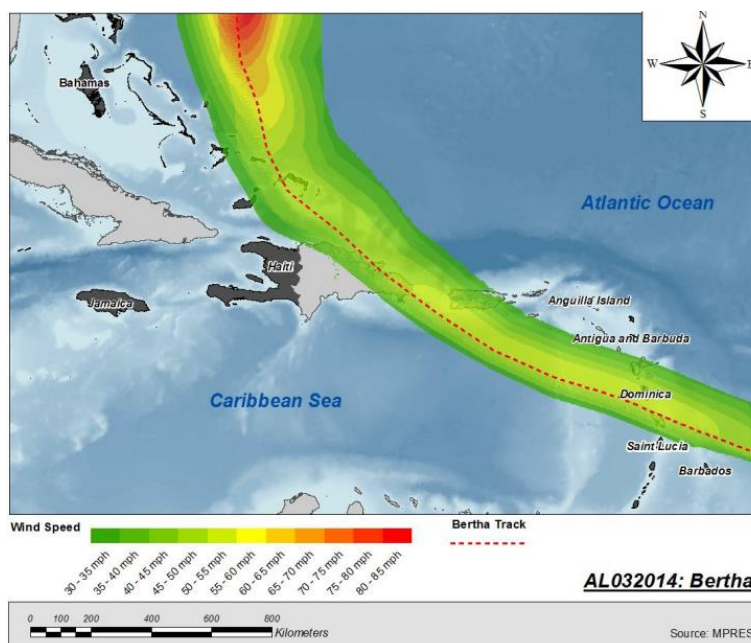 N
W
E
S
Bahamas
Atlantic Ocean
Haiti
Jamaica
Anguilla Island
Antigua and Barbuda
Caribbean Sea
Dominica
Saint Lucia
Barbados
Wind Speed
Bertha Track
30 - 35 mph
35 - 40 mph
40 - 45 mph
45 - 50 mph
50 - 55 mph
55 - 60 mph
60 - 65 mph
65 - 70 mph
70 - 75 mph
75 - 80 mph
80 - 85 mph
AL032014: Bertha
0 100 200 400 600 800
Kilometers
Source: MPRES